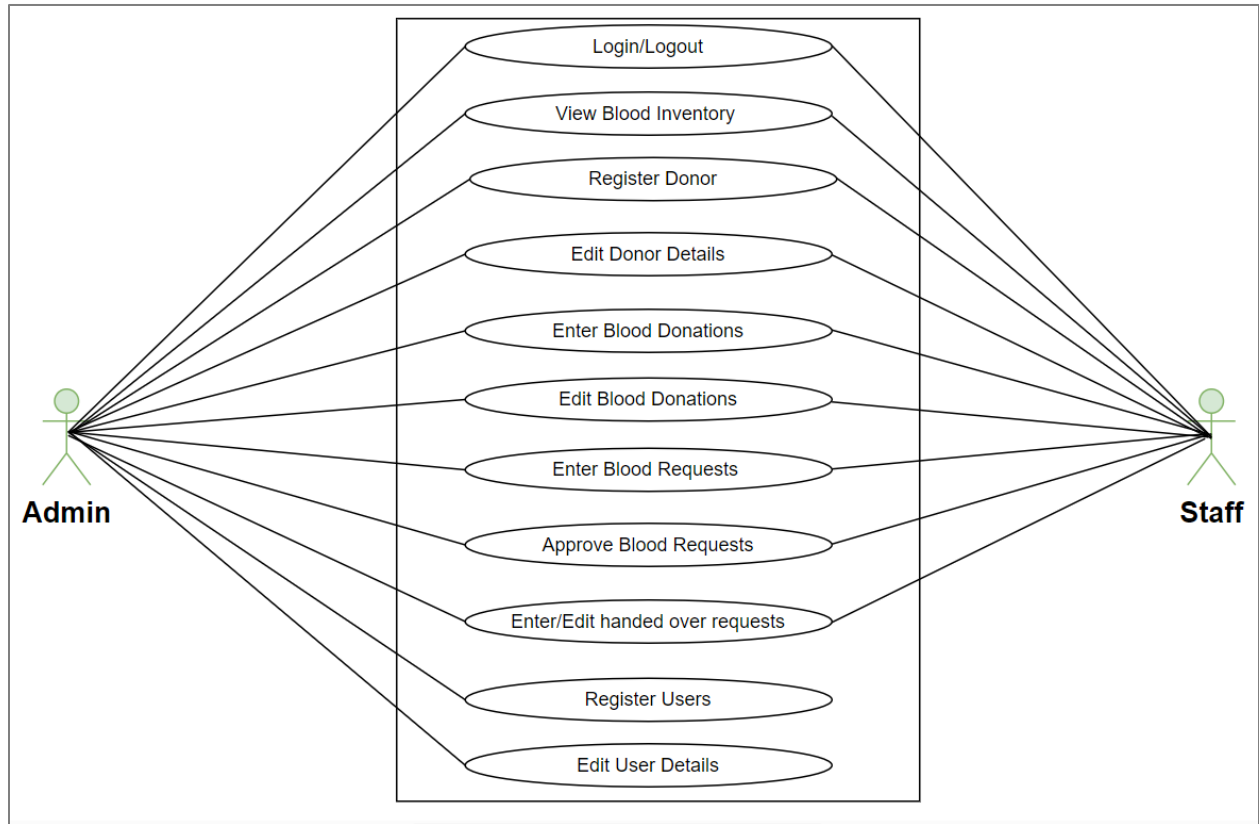 Login/Logout
View Blood Inventory
Register Donor
Edit Donor Details
Enter Blood Donations
Edit Blood Donations
Enter Blood Requests
Approve Blood Requests
Enter/Edit handed over requests
Register Users
Edit User Details
Admin
Staff